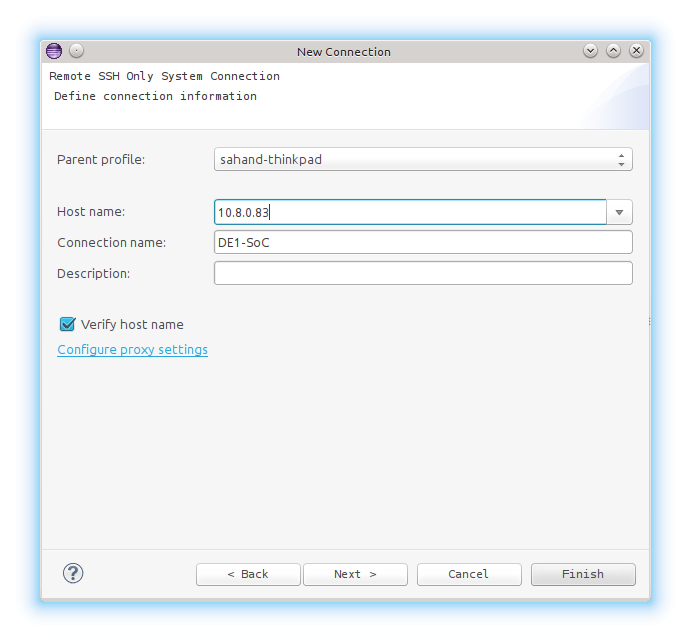 New Connection
Remote SSH Only System Connection
Define connection information
Parent profile: sahand-thinkpad
Host name: 10.8.0.83
Connection name: DE1-SoC
Description:
Verify host name
Configure proxy settings
? < Back Next > Cancel Finish